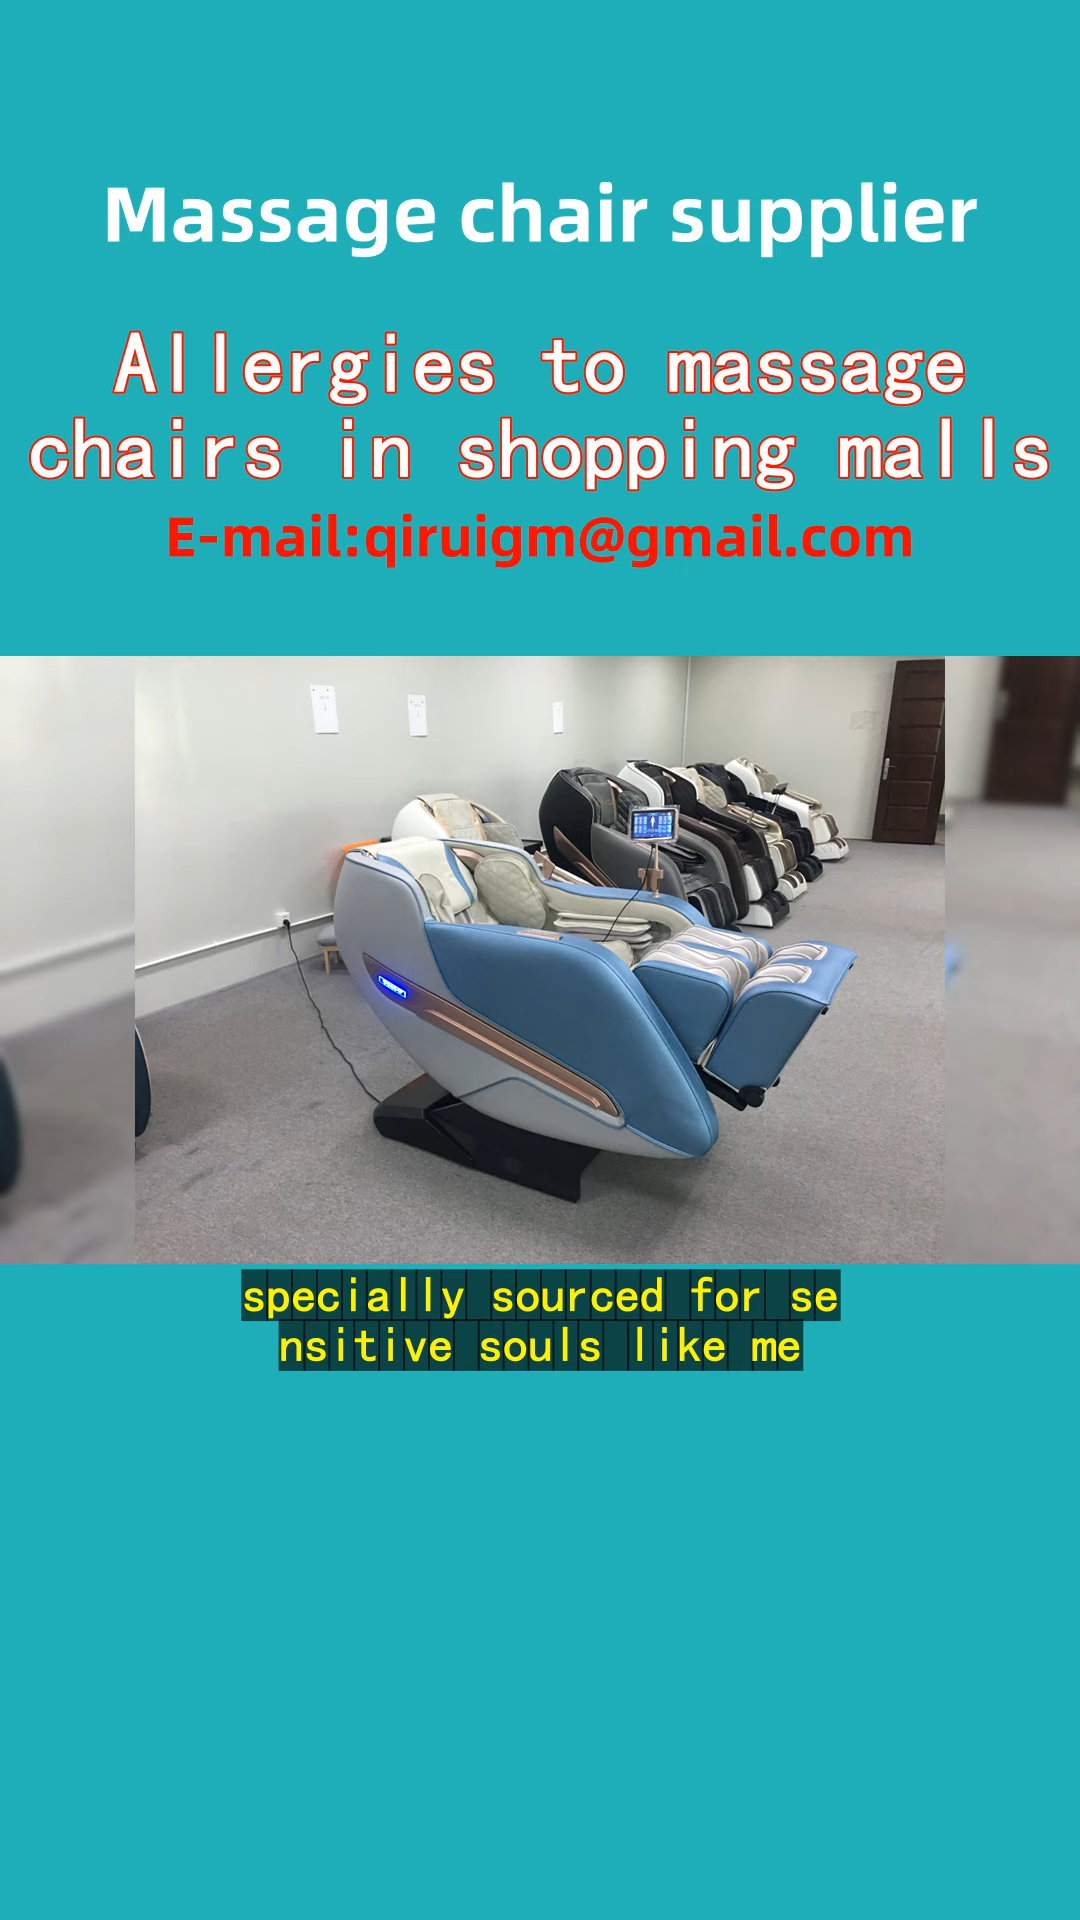 Massage chair supplier
Allergies to massage
chairs in shopping malls
E-mail:qiruigm@gmail.com
specially sourced for se
nsitive souls like me